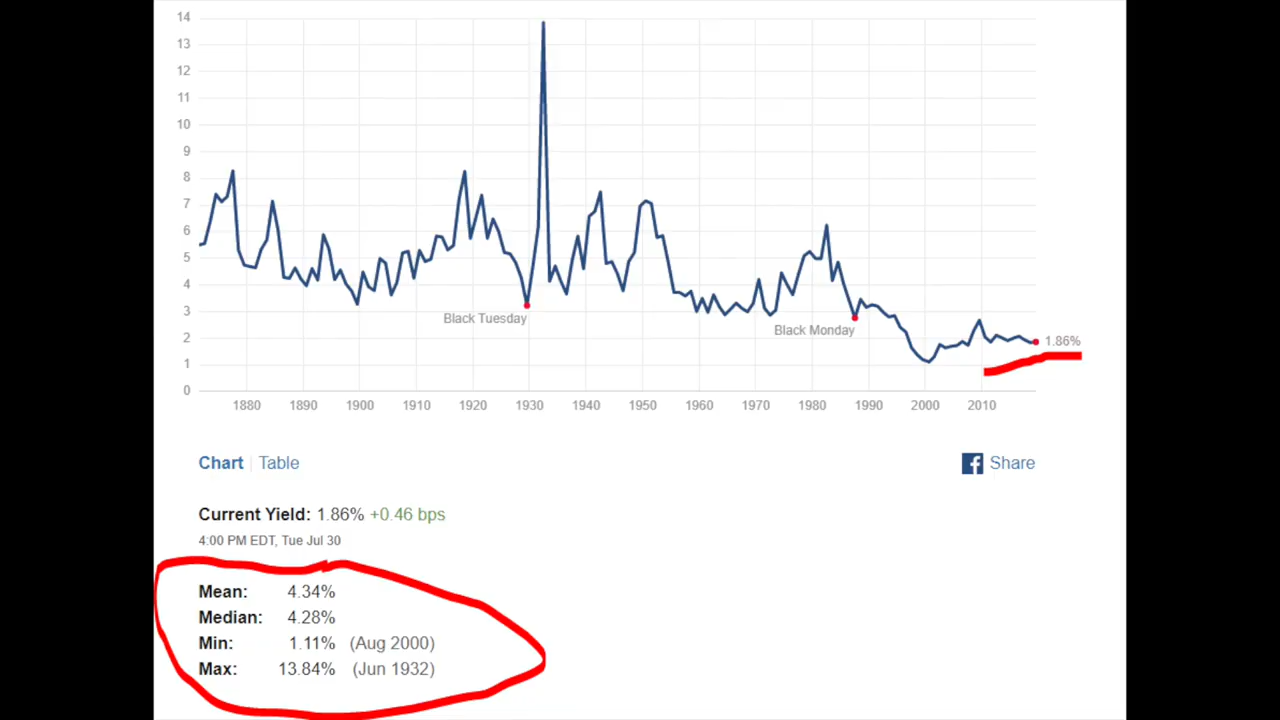 14
13
12
11
10
9
8
7
6
5
4
3
2
1
0
Black Tuesday
Black Monday
1.86%
1880 1890 1900 1910 1920 1930 1940 1950 1960 1970 1980 1990 2000 2010
Chart | Table
f Share
Current Yield: 1.86% +0.46 bps
4:00 PM EDT, Tue Jul 30
Mean: 4.34%
Median: 4.28%
Min: 1.11% (Aug 2000)
Max: 13.84% (Jun 1932)